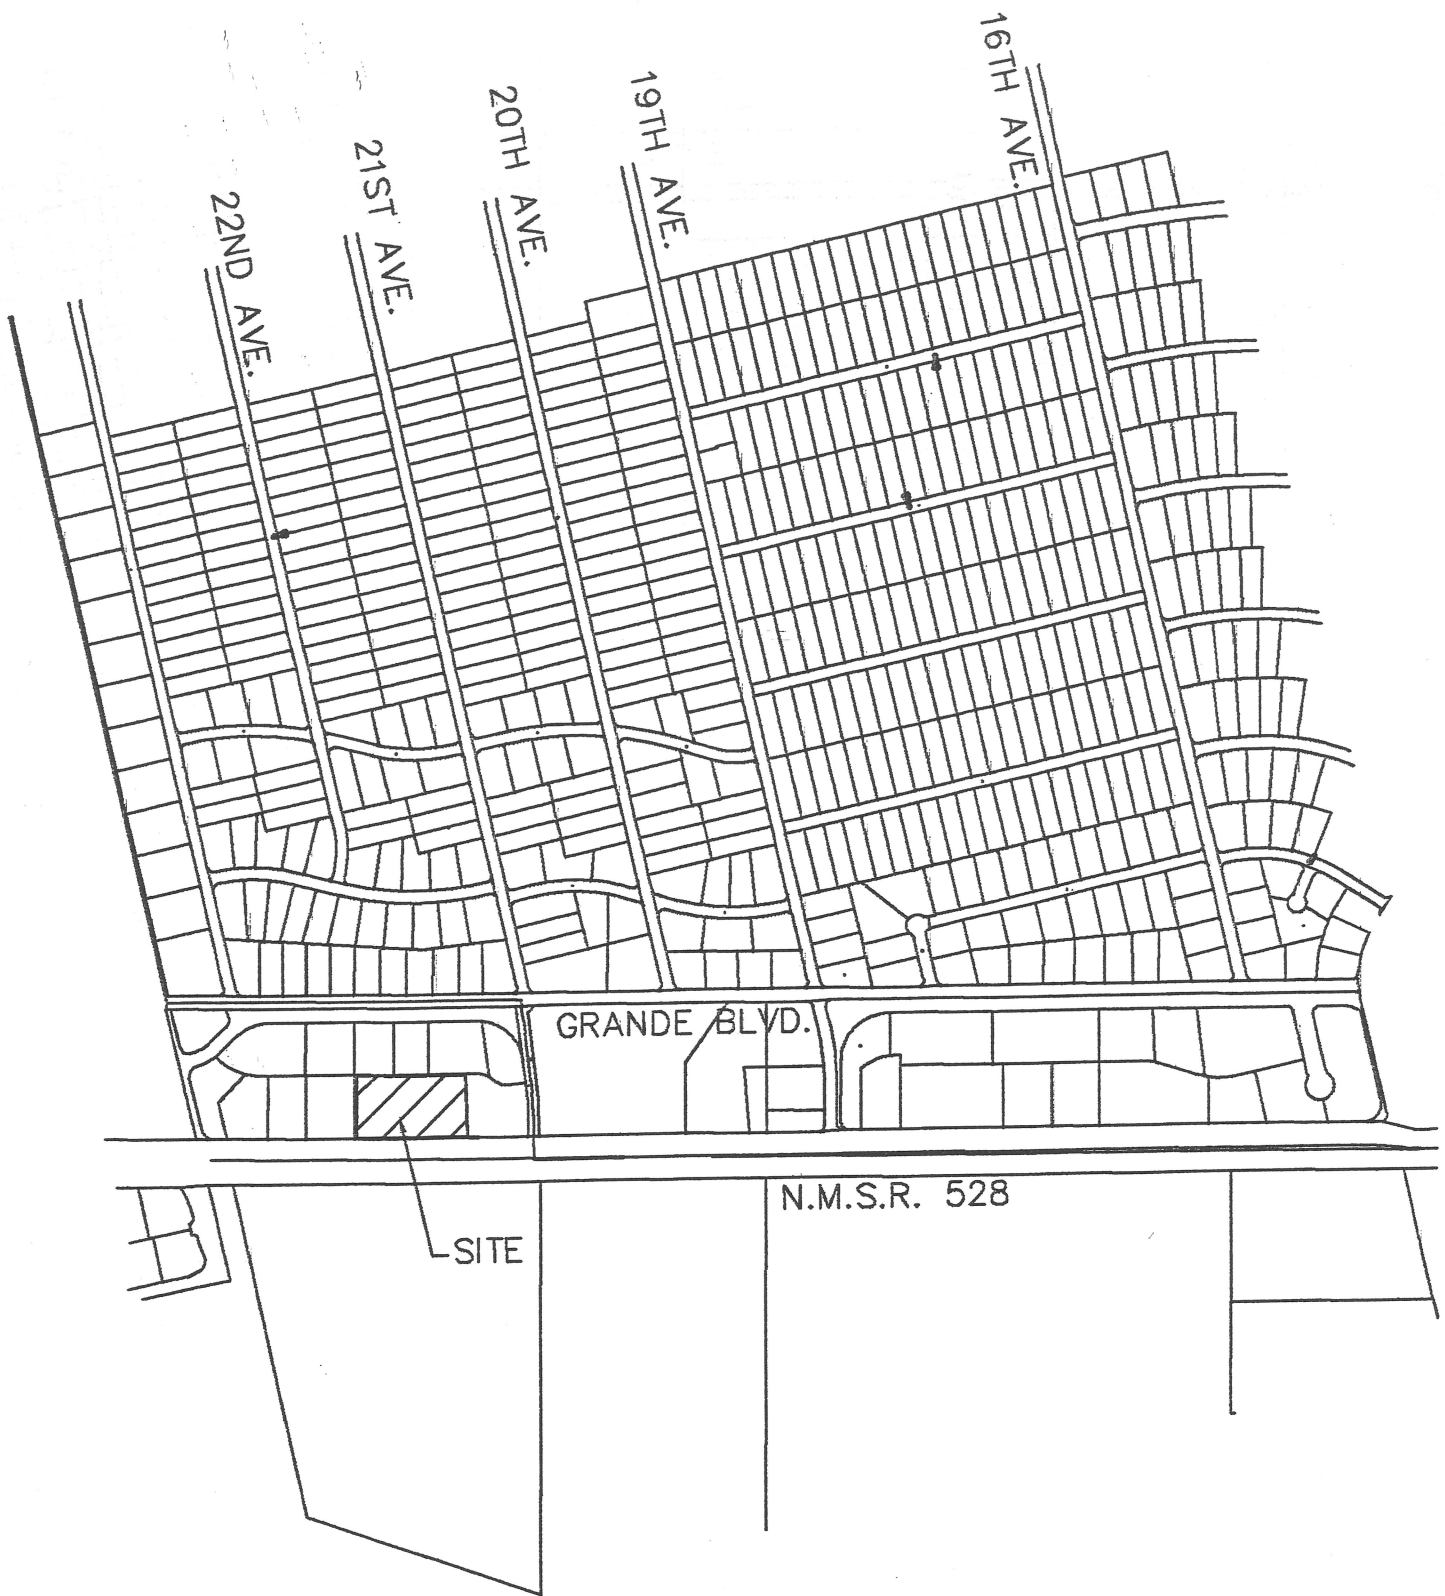 16TH AVE.
19TH AVE.
20TH AVE.
21ST AVE.
22ND AVE.
GRANDE BLVD.
N.M.S.R. 528
SITE